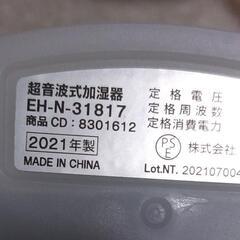 超音波式加湿器
EH-N-31817
商品CD:8301612
2021年製
MADE IN CHINA
定格電圧
定格周波数
定格消費電力
PSE 株式会社
Lot.NT. 202107004